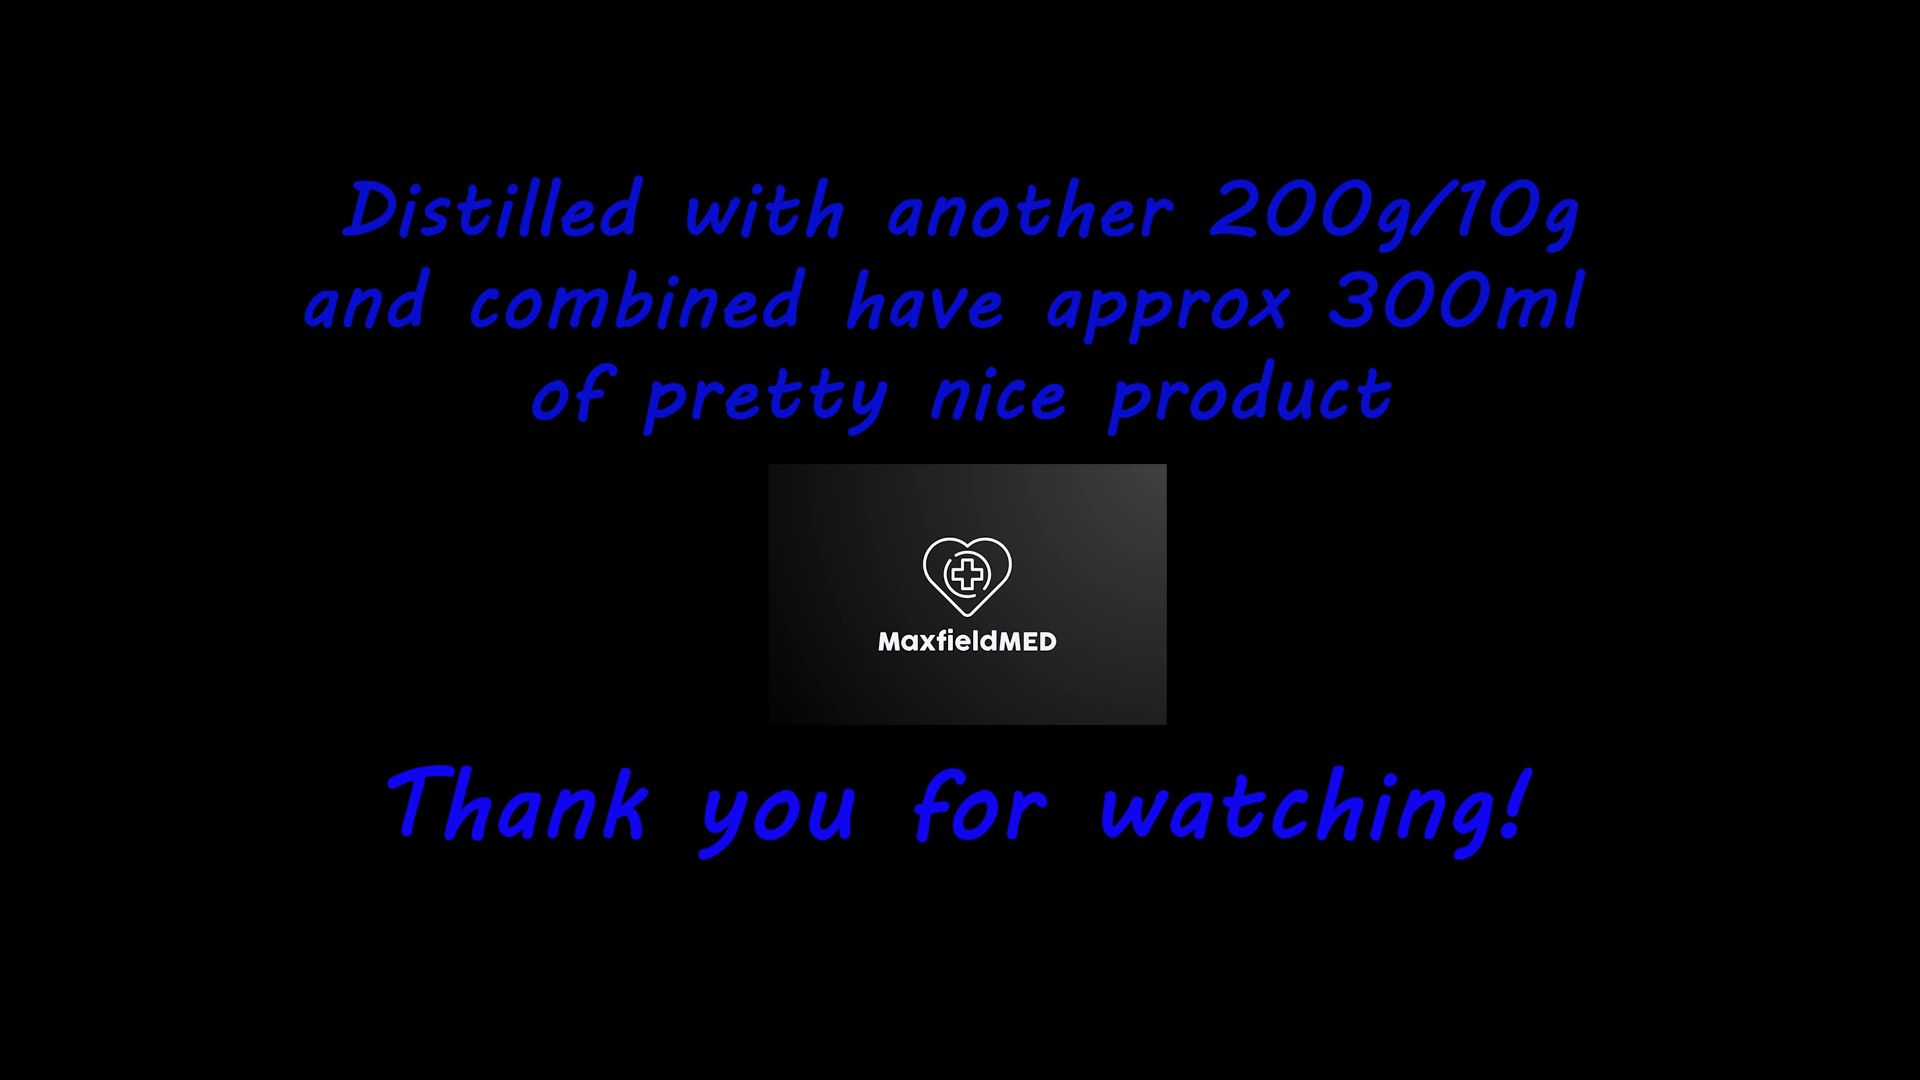 Distilled with another 200g/10g
and combined have approx 300ml
of pretty nice product
MaxfieldMED
Thank you for watching!